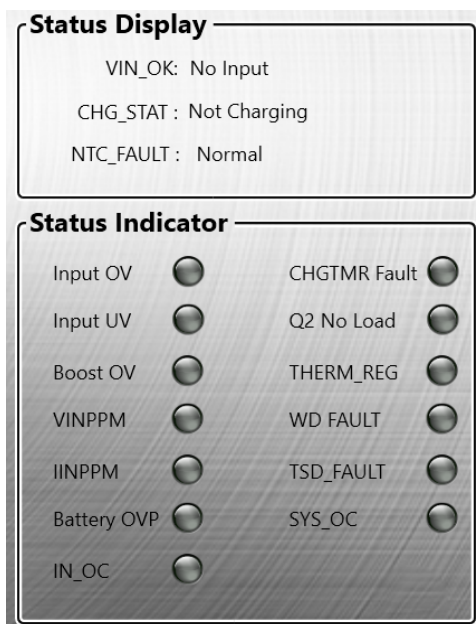 Status Display
VIN_OK: No Input
CHG_STAT : Not Charging
NTC_FAULT : Normal
Status Indicator
Input OV
CHGTMR Fault
Input UV
Q2 No Load
Boost OV
THERM_REG
VINPPM
WD FAULT
IINPPM
TSD_FAULT
Battery OVP
SYS_OC
IN_OC